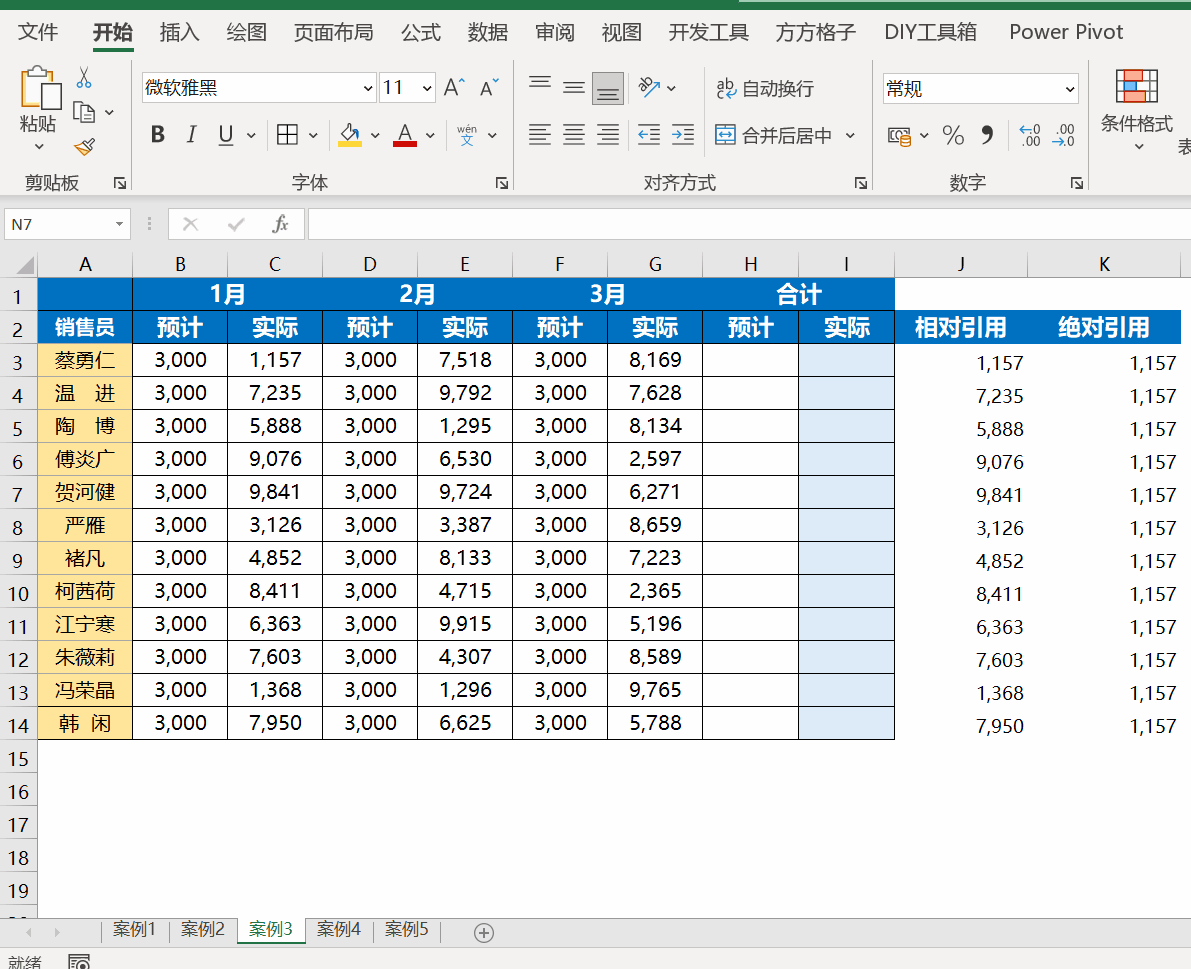 文件 开始 插入 绘图 页面布局 公式 数据 审阅 视图 开发工具 方方格子 DIY工具箱 Power Pivot
微软雅黑 11 A A 自动换行 常规
粘贴 B I U A wén 文 合并后居中 % 条件格式
剪贴板 字体 对齐方式 数字
N7 fx
A B C D E F G H I J K
1 1月 2月 3月 合计
2 销售员 预计 实际 预计 实际 预计 实际 预计 实际 相对引用 绝对引用
3 蔡勇仁 3,000 1,157 3,000 7,518 3,000 8,169 1,157 1,157
4 温 进 3,000 7,235 3,000 9,792 3,000 7,628 7,235 1,157
5 陶 博 3,000 5,888 3,000 1,295 3,000 8,134 5,888 1,157
6 傅炎广 3,000 9,076 3,000 6,530 3,000 2,597 9,076 1,157
7 贺河健 3,000 9,841 3,000 9,724 3,000 6,271 9,841 1,157
8 严雁 3,000 3,126 3,000 3,387 3,000 8,659 3,126 1,157
9 褚凡 3,000 4,852 3,000 8,133 3,000 7,223 4,852 1,157
10 柯茜荷 3,000 8,411 3,000 4,715 3,000 2,365 8,411 1,157
11 江宁寒 3,000 6,363 3,000 9,915 3,000 5,196 6,363 1,157
12 朱薇莉 3,000 7,603 3,000 4,307 3,000 8,589 7,603 1,157
13 冯荣晶 3,000 1,368 3,000 1,296 3,000 9,765 1,368 1,157
14 韩 闲 3,000 7,950 3,000 6,625 3,000 5,788 7,950 1,157
15
16
17
18
19
案例1 案例2 案例3 案例4 案例5
就绪